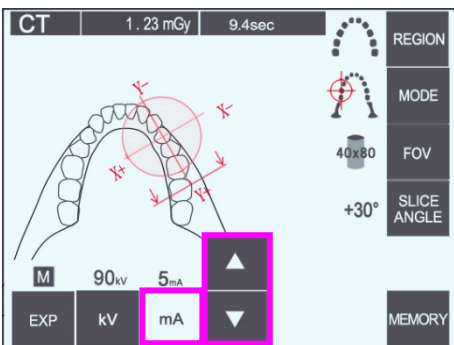 CT 1.23 mGy 9.4sec
REGION
MODE
Y-
X-
X+
Y+
40x80
FOV
+30°
SLICE
ANGLE
M 90kV 5mA
EXP kV mA MEMORY